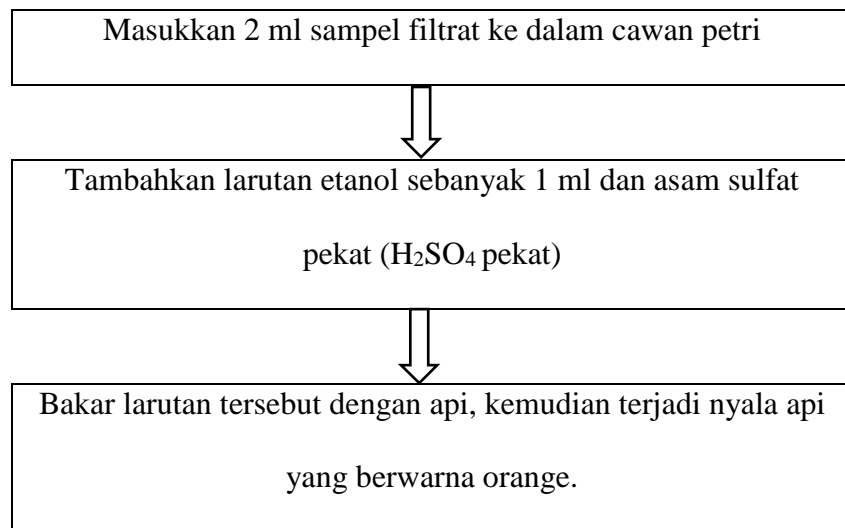 Masukkan 2 ml sampel filtrat ke dalam cawan petri
Tambahkan larutan etanol sebanyak 1 ml dan asam sulfat
pekat (H₂SO₄ pekat)
Bakar larutan tersebut dengan api, kemudian terjadi nyala api
yang berwarna orange.